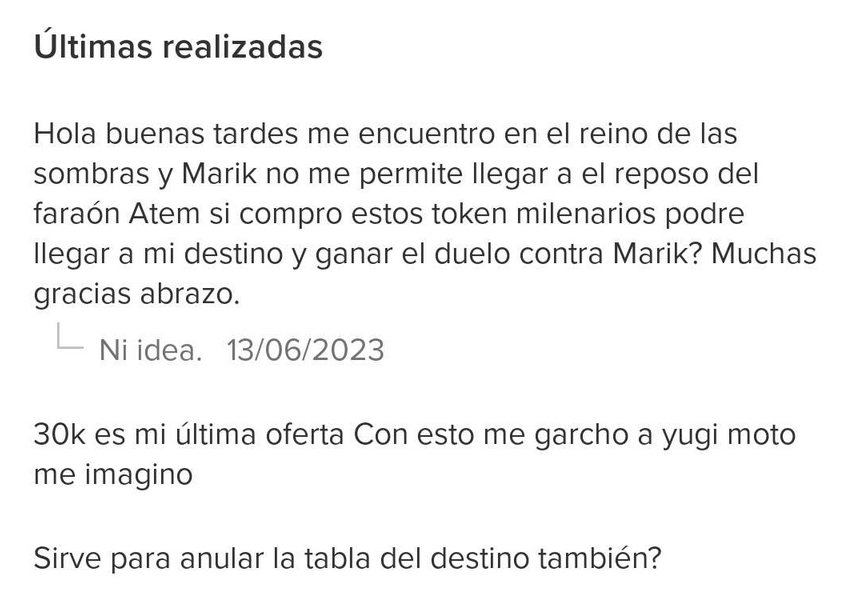 Últimas realizadas
Hola buenas tardes me encuentro en el reino de las
sombras y Marik no me permite llegar a el reposo del
faraón Atem si compro estos token milenarios podre
llegar a mi destino y ganar el duelo contra Marik? Muchas
gracias abrazo.
Ni idea. 13/06/2023
30k es mi última oferta Con esto me garcho a yugi moto
me imagino
Sirve para anular la tabla del destino también?